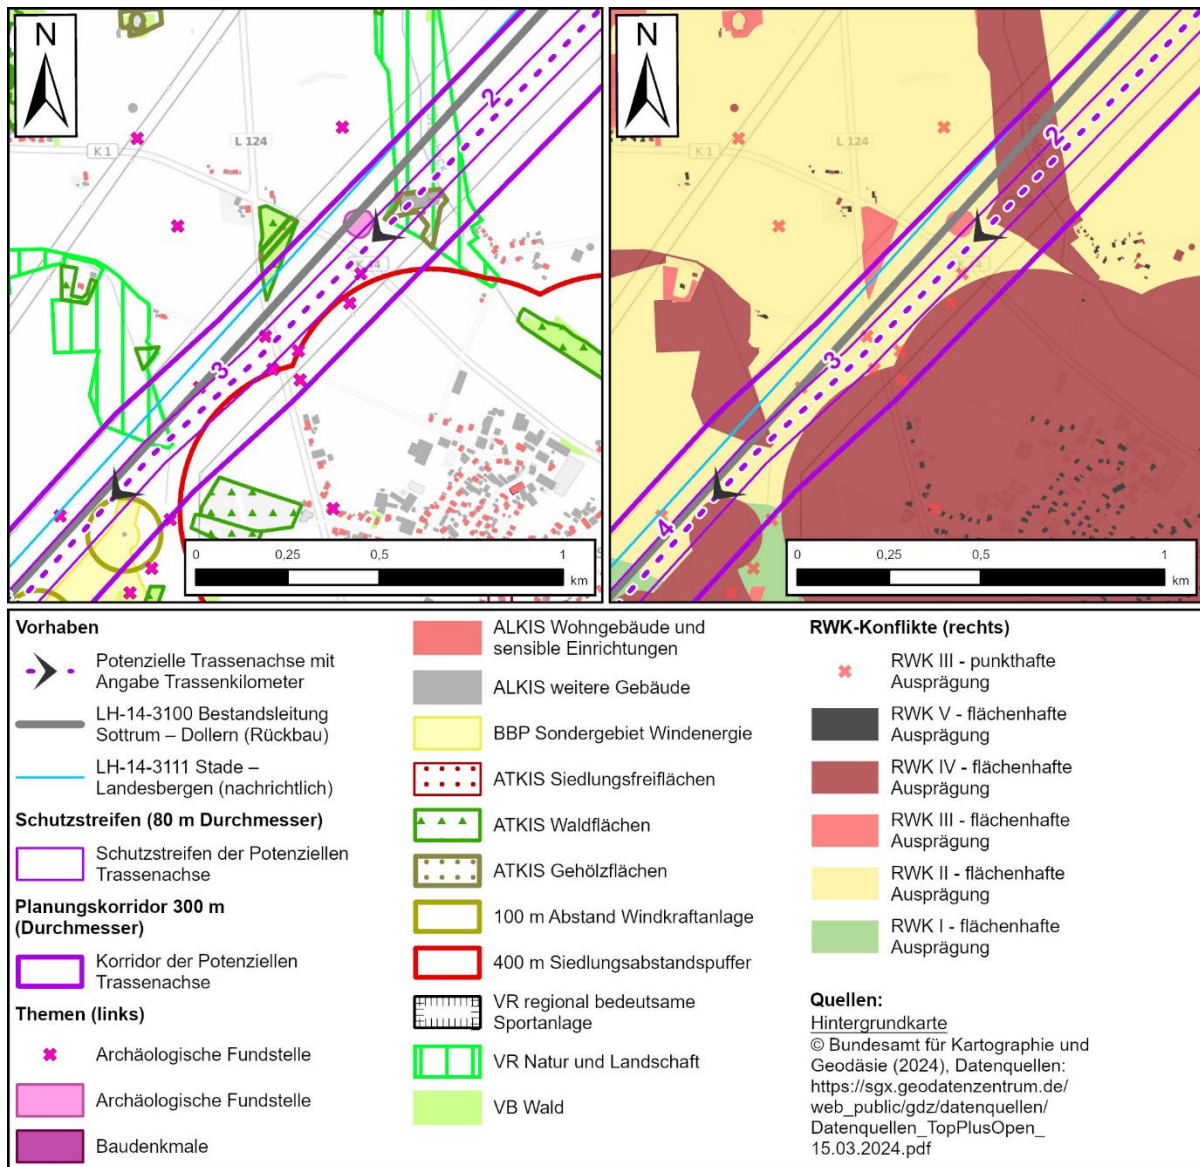 N
K 1
L 124
2
K 44
3
0
0,25
0,5
1
km
N
K 1
L 124
2
3
4
0
0,25
0,5
1
km
Vorhaben
Potenzielle Trassenachse mit
Angabe Trassenkilometer
LH-14-3100 Bestandsleitung
Sottrum – Dollern (Rückbau)
LH-14-3111 Stade –
Landesbergen (nachrichtlich)
Schutzstreifen (80 m Durchmesser)
Schutzstreifen der Potenziellen
Trassenachse
Planungskorridor 300 m
(Durchmesser)
Korridor der Potenziellen
Trassenachse
Themen (links)
Archäologische Fundstelle
Archäologische Fundstelle
Baudenkmale
ALKIS Wohngebäude und
sensible Einrichtungen
ALKIS weitere Gebäude
BBP Sondergebiet Windenergie
ATKIS Siedlungsfreiflächen
ATKIS Waldflächen
ATKIS Gehölzflächen
100 m Abstand Windkraftanlage
400 m Siedlungsabstandspuffer
VR regional bedeutsame
Sportanlage
VR Natur und Landschaft
VB Wald
RWK-Konflikte (rechts)
RWK III - punkthafte
Ausprägung
RWK V - flächenhafte
Ausprägung
RWK IV - flächenhafte
Ausprägung
RWK III - flächenhafte
Ausprägung
RWK II - flächenhafte
Ausprägung
RWK I - flächenhafte
Ausprägung
Quellen:
Hintergrundkarte
© Bundesamt für Kartographie und
Geodäsie (2024), Datenquellen:
https://sgx.geodatenzentrum.de/
web_public/gdz/datenquellen/
Datenquellen_TopPlusOpen_
15.03.2024.pdf